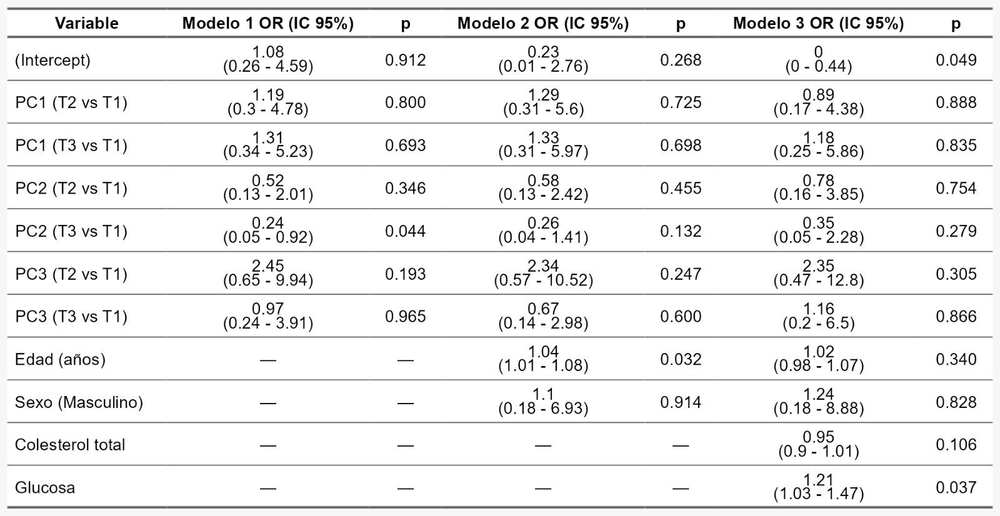 Variable Modelo 1 OR (IC 95%) p Modelo 2 OR (IC 95%) p Modelo 3 OR (IC 95%) p
(Intercept) 1.08 (0.26 - 4.59) 0.912 0.23 (0.01 - 2.76) 0.268 0 (0 - 0.44) 0.049
PC1 (T2 vs T1) 1.19 (0.3 - 4.78) 0.800 1.29 (0.31 - 5.6) 0.725 0.89 (0.17 - 4.38) 0.888
PC1 (T3 vs T1) 1.31 (0.34 - 5.23) 0.693 1.33 (0.31 - 5.97) 0.698 1.18 (0.25 - 5.86) 0.835
PC2 (T2 vs T1) 0.52 (0.13 - 2.01) 0.346 0.58 (0.13 - 2.42) 0.455 0.78 (0.16 - 3.85) 0.754
PC2 (T3 vs T1) 0.24 (0.05 - 0.92) 0.044 0.26 (0.04 - 1.41) 0.132 0.35 (0.05 - 2.28) 0.279
PC3 (T2 vs T1) 2.45 (0.65 - 9.94) 0.193 2.34 (0.57 - 10.52) 0.247 2.35 (0.47 - 12.8) 0.305
PC3 (T3 vs T1) 0.97 (0.24 - 3.91) 0.965 0.67 (0.14 - 2.98) 0.600 1.16 (0.2 - 6.5) 0.866
Edad (años) — — 1.04 (1.01 - 1.08) 0.032 1.02 (0.98 - 1.07) 0.340
Sexo (Masculino) — — 1.1 (0.18 - 6.93) 0.914 1.24 (0.18 - 8.88) 0.828
Colesterol total — — — — 0.95 (0.9 - 1.01) 0.106
Glucosa — — — — 1.21 (1.03 - 1.47) 0.037